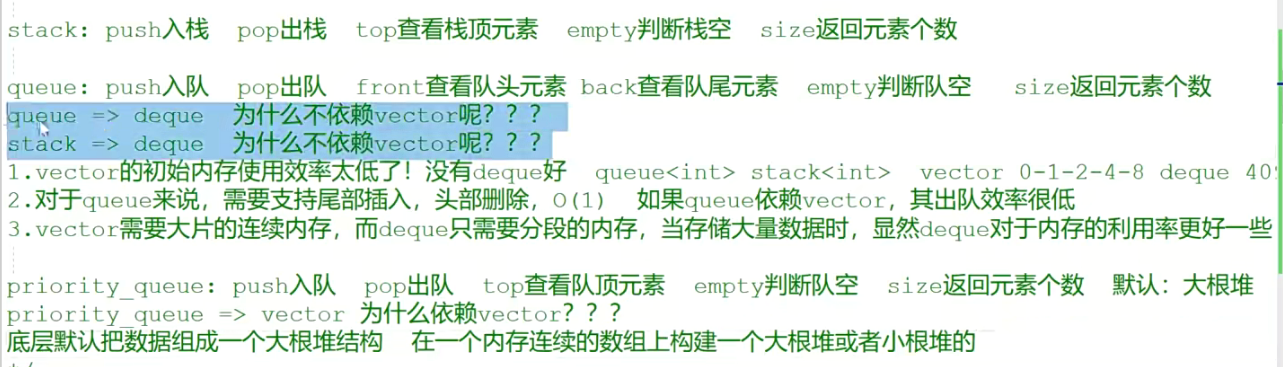 stack: push入栈 pop出栈 top查看栈顶元素 empty判断栈空 size返回元素个数
queue: push入队 pop出队 front查看队头元素 back查看队尾元素 empty判断队空 size返回元素个数
queue => deque 为什么不依赖vector呢？？？
stack => deque 为什么不依赖vector呢？？？
1.vector的初始内存使用效率太低了！没有deque好 queue<int> stack<int> vector 0-1-2-4-8 deque
2.对于queue来说，需要支持尾部插入，头部删除，O(1) 如果queue依赖vector，其出队效率很低
3.vector需要大片的连续内存，而deque只需要分段的内存，当存储大量数据时，显然deque对于内存的利用率更好一些
priority_queue: push入队 pop出队 top查看队顶元素 empty判断队空 size返回元素个数 默认：大根堆
priority_queue => vector 为什么依赖vector？？？
底层默认把数据组成一个大根堆结构 在一个内存连续的数组上构建一个大根堆或者小根堆的